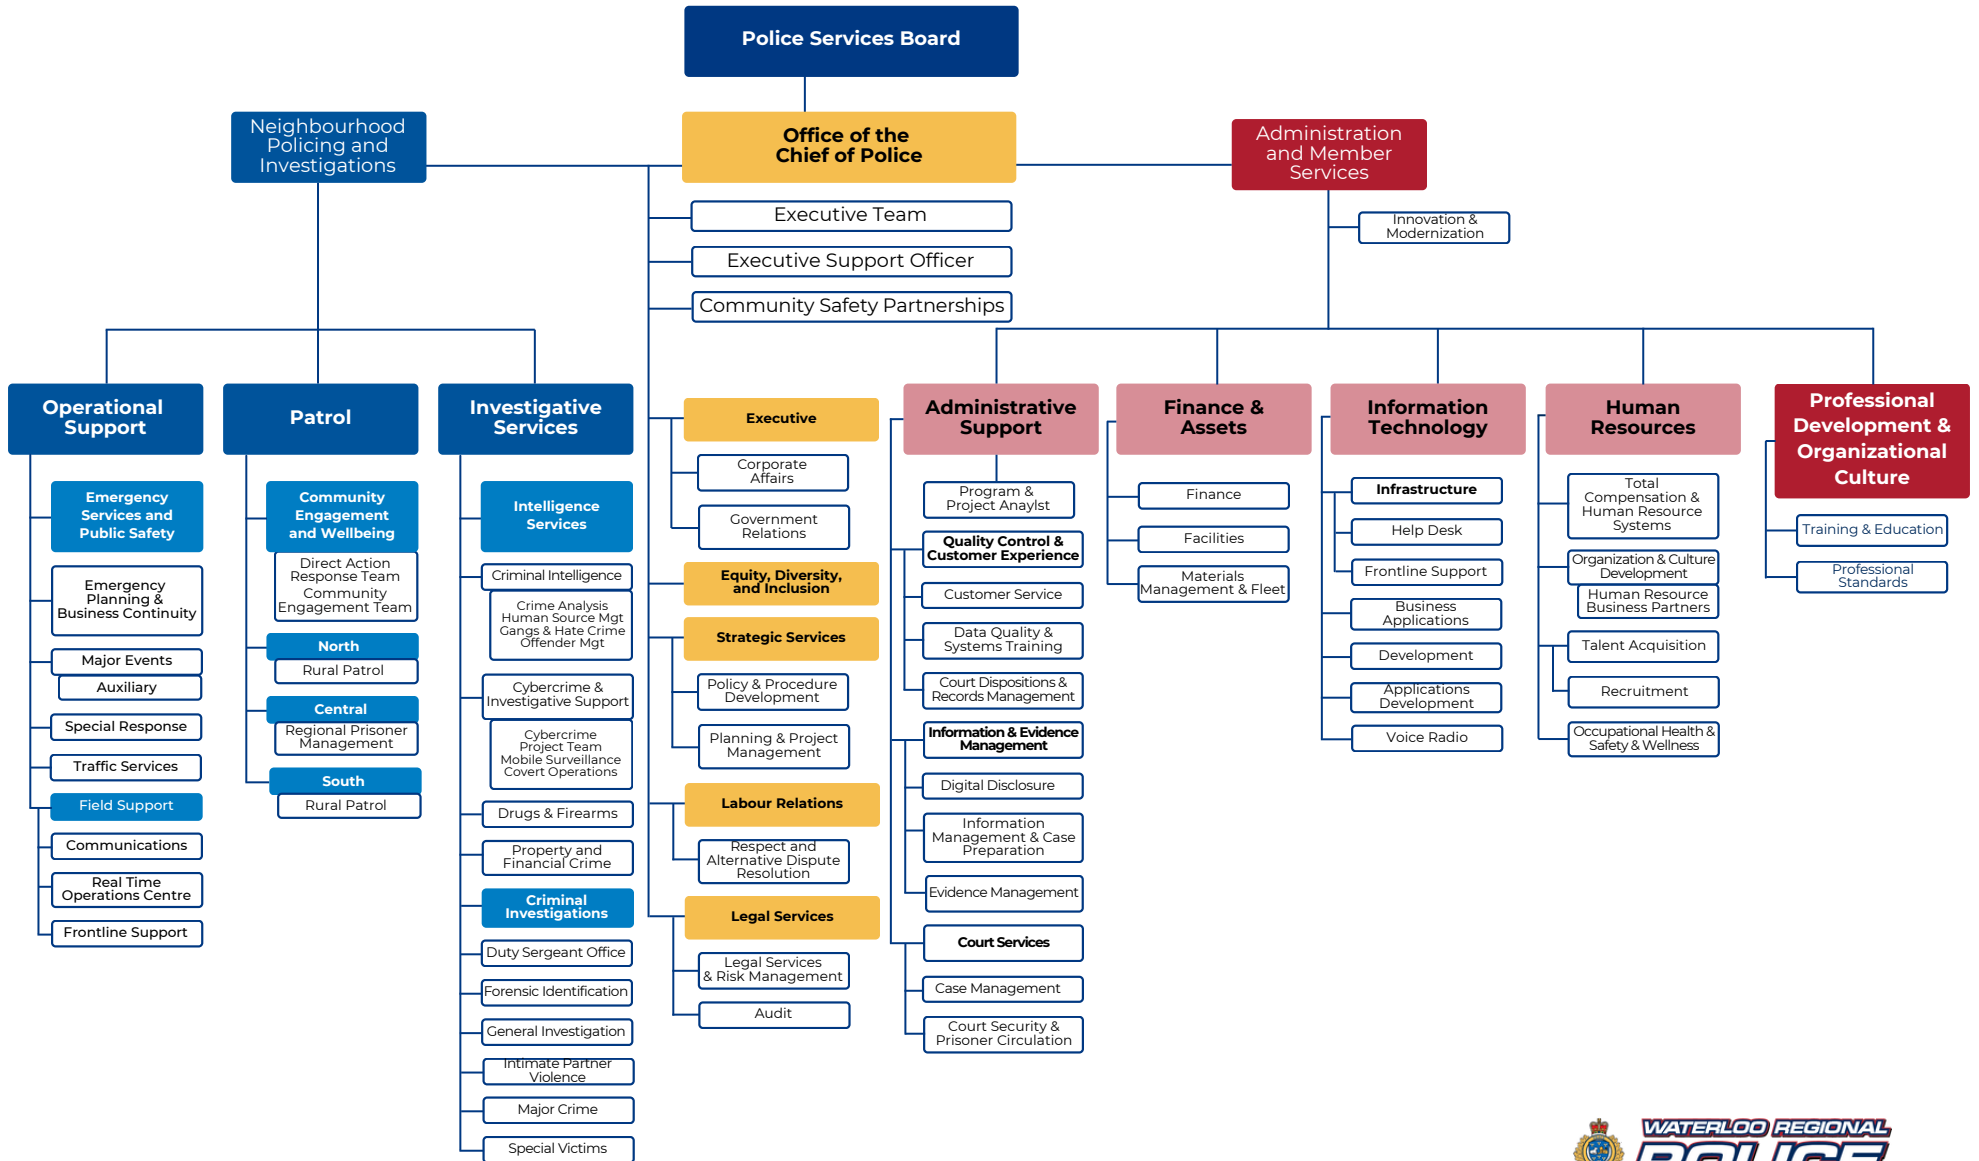 Police Services Board
Neighbourhood
Policing and
Investigations
Office of the
Chief of Police
Administration
and Member
Services
Executive Team
Executive Support Officer
Community Safety Partnerships
Innovation &
Modernization
Operational
Support
Emergency
Services and
Public Safety
Emergency
Planning &
Business Continuity
Major Events
Auxiliary
Special Response
Traffic Services
Field Support
Communications
Real Time
Operations Centre
Frontline Support
Patrol
Community
Engagement
and Wellbeing
Direct Action
Response Team
Community
Engagement Team
North
Rural Patrol
Central
Regional Prisoner
Management
South
Rural Patrol
Investigative
Services
Intelligence
Services
Criminal Intelligence
Crime Analysis
Human Source Mgt
Gangs & Hate Crime
Offender Mgt
Cybercrime &
Investigative Support
Cybercrime
Project Team
Mobile Surveillance
Covert Operations
Drugs & Firearms
Property and
Financial Crime
Criminal
Investigations
Duty Sergeant Office
Forensic Identification
General Investigation
Intimate Partner
Violence
Major Crime
Special Victims
Executive
Corporate
Affairs
Government
Relations
Equity, Diversity,
and Inclusion
Strategic Services
Policy & Procedure
Development
Planning & Project
Management
Labour Relations
Respect and
Alternative Dispute
Resolution
Legal Services
Legal Services
& Risk Management
Audit
Administrative
Support
Program &
Project Anaylst
Quality Control &
Customer Experience
Customer Service
Data Quality &
Systems Training
Court Dispositions &
Records Management
Information & Evidence
Management
Digital Disclosure
Information
Management & Case
Preparation
Evidence Management
Court Services
Case Management
Court Security &
Prisoner Circulation
Finance &
Assets
Finance
Facilities
Materials
Management & Fleet
Information
Technology
Infrastructure
Help Desk
Frontline Support
Business
Applications
Development
Applications
Development
Voice Radio
Human
Resources
Total
Compensation &
Human Resource
Systems
Organization & Culture
Development
Human Resource
Business Partners
Talent Acquisition
Recruitment
Occupational Health &
Safety & Wellness
Professional
Development &
Organizational
Culture
Training & Education
Professional
Standards
WATERLOO REGIONAL
POLICE